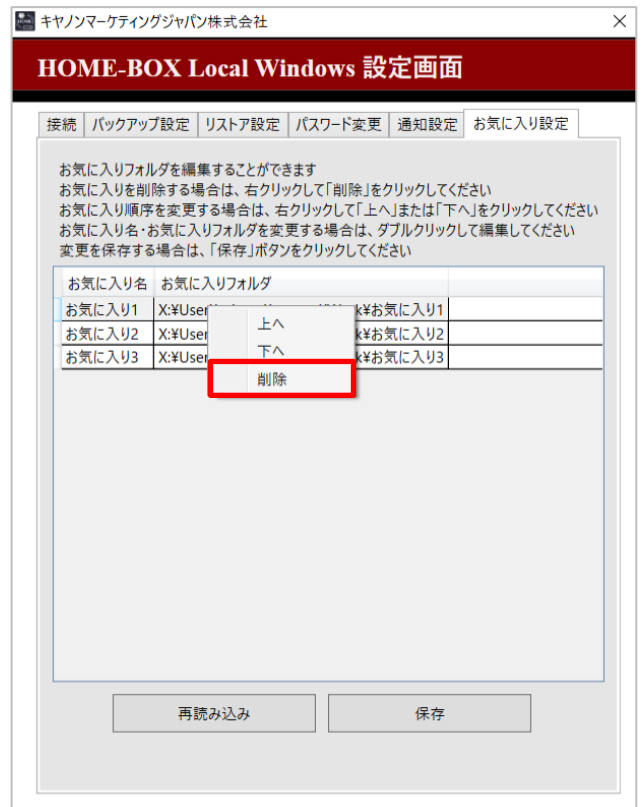 キヤノンマーケティングジャパン株式会社
HOME-BOX Local Windows 設定画面
接続 バックアップ設定 リストア設定 パスワード変更 通知設定 お気に入り設定
お気に入りフォルダを編集することができます
お気に入りを削除する場合は、右クリックして「削除」をクリックしてください
お気に入り順序を変更する場合は、右クリックして「上へ」または「下へ」をクリックしてください
お気に入り名・お気に入りフォルダを変更する場合は、ダブルクリックして編集してください
変更を保存する場合は、「保存」ボタンをクリックしてください
お気に入り名 お気に入りフォルダ
お気に入り1 X:¥User k¥お気に入り1
お気に入り2 X:¥User k¥お気に入り2
お気に入り3 X:¥User k¥お気に入り3
上へ
下へ
削除
再読み込み 保存